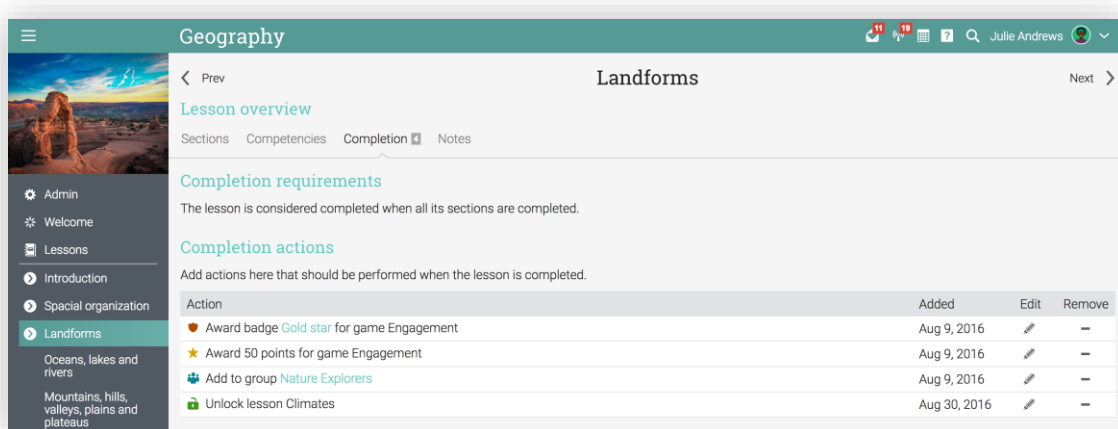 Geography
11
19
?
Julie Andrews
Prev
Landforms
Next
Lesson overview
Sections Competencies Completion 4 Notes
Admin
Welcome
Lessons
Introduction
Spacial organization
Landforms
Oceans, lakes and
rivers
Mountains, hills,
valleys, plains and
plateaus
Completion requirements
The lesson is considered completed when all its sections are completed.
Completion actions
Add actions here that should be performed when the lesson is completed.
Action Added Edit Remove
Award badge Gold star for game Engagement Aug 9, 2016
Award 50 points for game Engagement Aug 9, 2016
Add to group Nature Explorers Aug 9, 2016
Unlock lesson Climates Aug 30, 2016